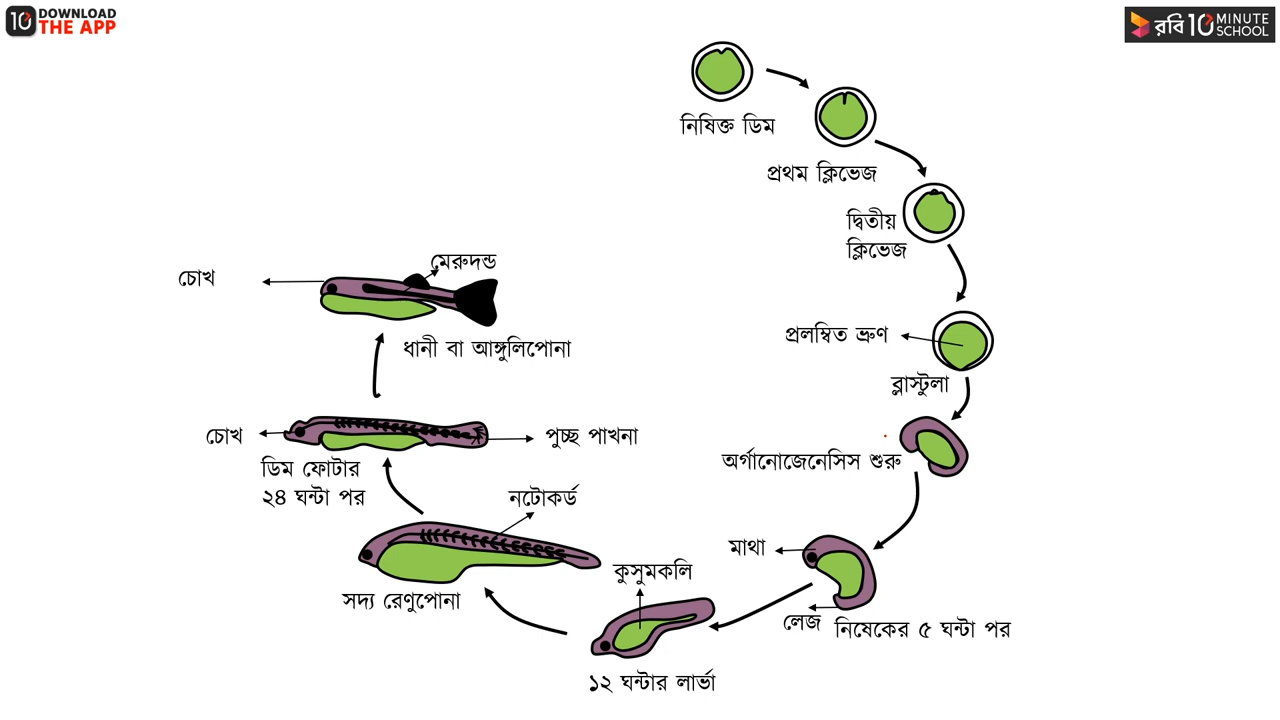 10 DOWNLOAD
THE APP
রবি 10 MINUTE
SCHOOL
নিষিক্ত ডিম
প্রথম ক্লিভেজ
দ্বিতীয়
ক্লিভেজ
প্রলম্বিত ভ্রুণ
ব্লাস্টুলা
অর্গানোজেনেসিস শুরু
মাথা
লেজ
নিষেকের ৫ ঘন্টা পর
কুসুমকলি
১২ ঘন্টার লার্ভা
নটোকর্ড
সদ্য রেণুপোনা
চোখ
পুচ্ছ পাখনা
ডিম ফোটার
২৪ ঘন্টা পর
মেরুদন্ড
চোখ
ধানী বা আঙ্গুলিপোনা